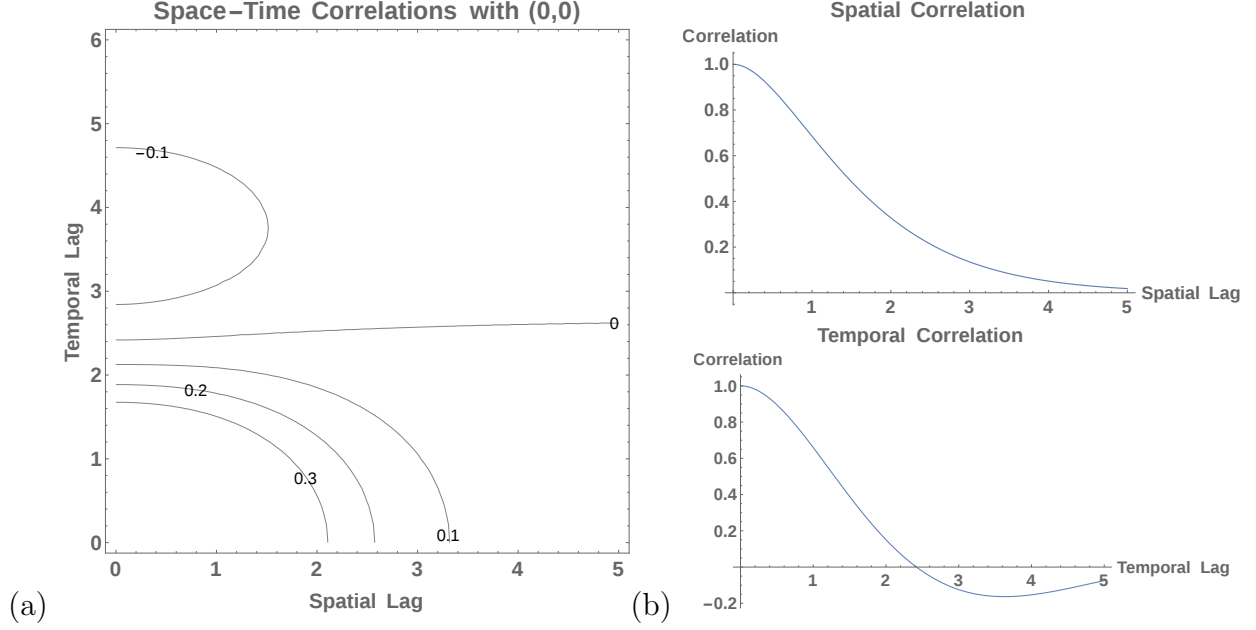 Space−Time Correlations with (0,0)
6
5
4
3
2
1
0
−0.1
0
0.2
0.3
0.1
0 1 2 3 4 5
Temporal Lag
Spatial Lag
(a)
Spatial Correlation
Correlation
1.0
0.8
0.6
0.4
0.2
1 2 3 4 5
Spatial Lag
Temporal Correlation
Correlation
1.0
0.8
0.6
0.4
0.2
−0.2
1 2 3 4 5
Temporal Lag
(b)